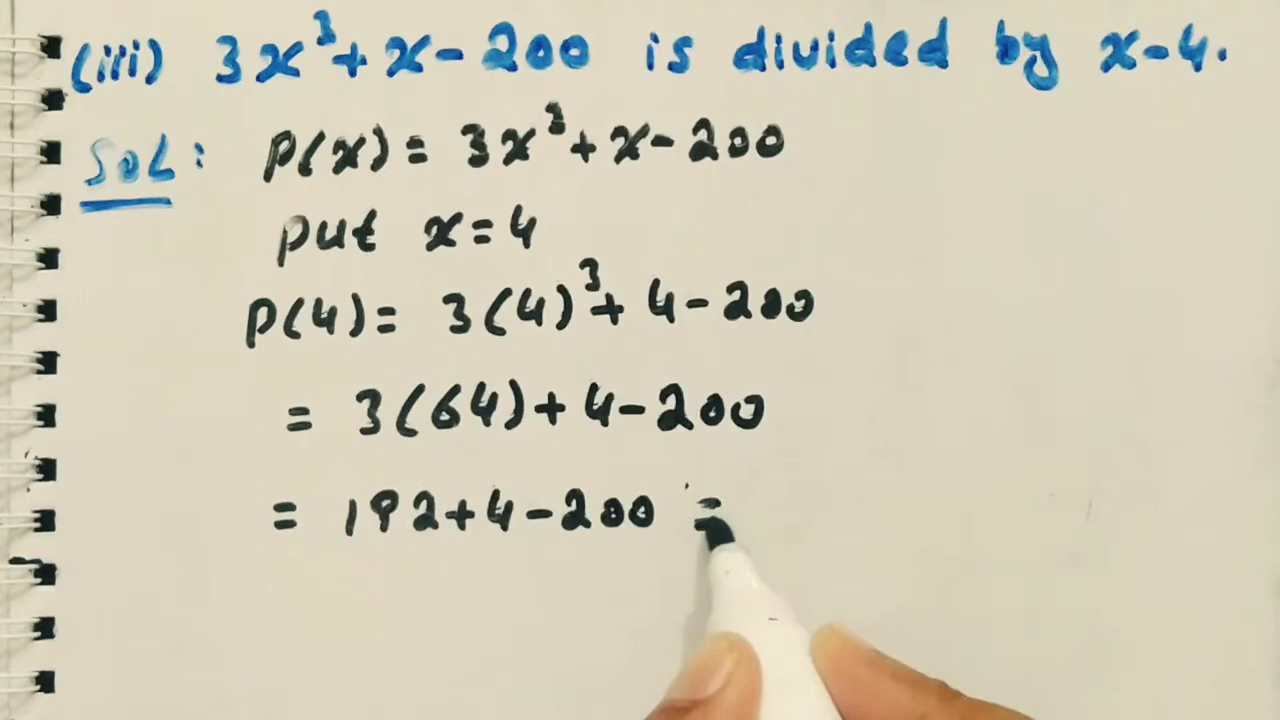 (iii) 3x³+x-200 is divided by x-4.
SOL: P(x)= 3x³+x-200
put x=4
P(4)= 3(4)³+4-200
= 3(64)+4-200
= 192+4-200 =